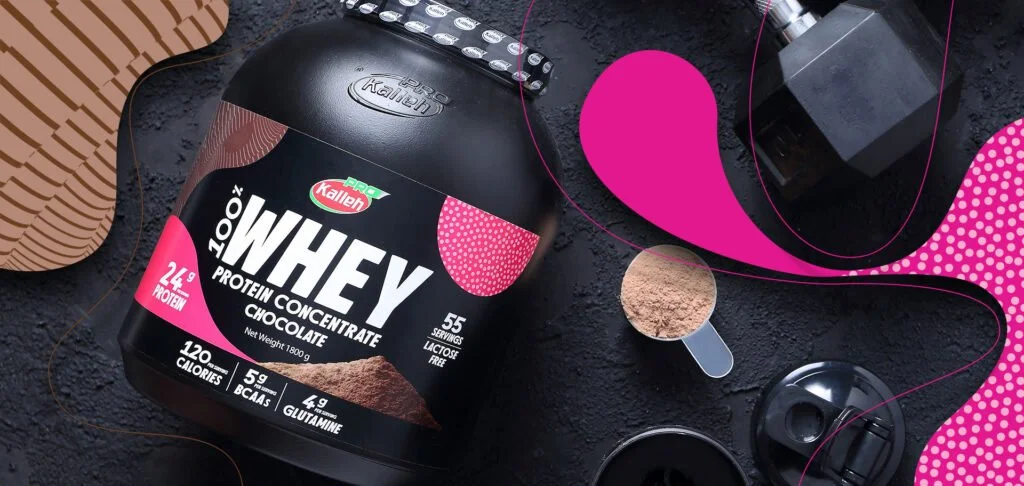 PRO
Kalleh
PRO
Kalleh
100%
WHEY
PROTEIN CONCENTRATE
CHOCOLATE
Net Weight 1800 g
24g
PROTEIN
55
SERVINGS
LACTOSE
FREE
120
CALORIES
5g
BCAAs
4g
GLUTAMINE